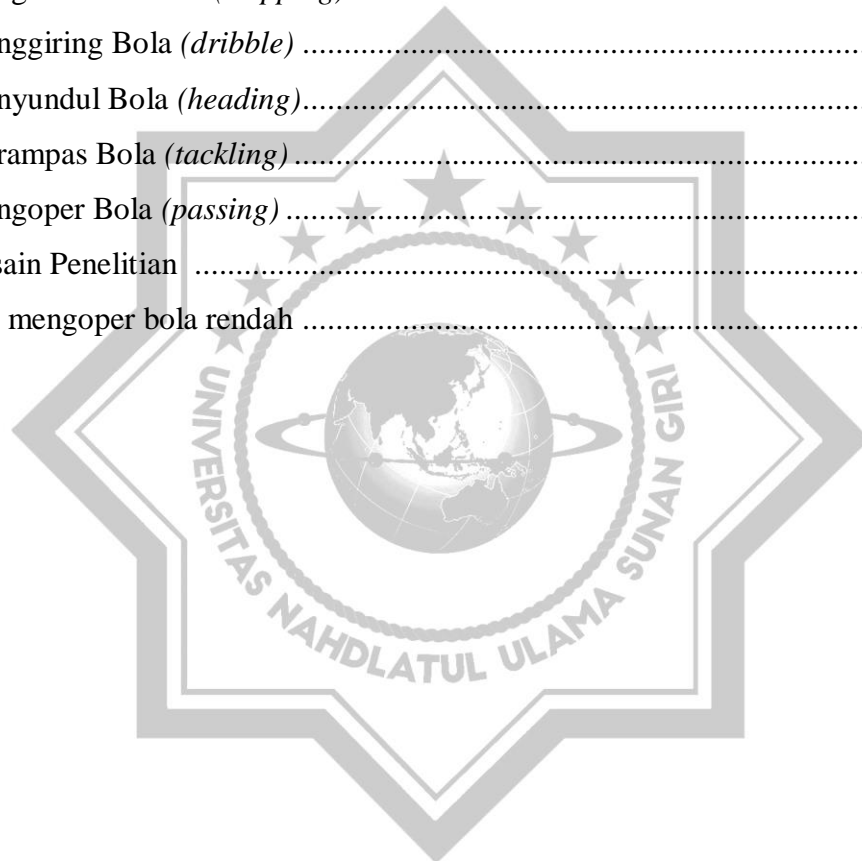 nggiring Bola (dribble) ..........................................................................
nyundul Bola (heading)..........................................................................
rampas Bola (tackling) ..........................................................................
ngoper Bola (passing) ..........................................................................
sain Penelitian ..........................................................................
mengoper bola rendah ..........................................................................
UNIVERSITAS NAHDLATUL ULAMA SUNAN GIRI